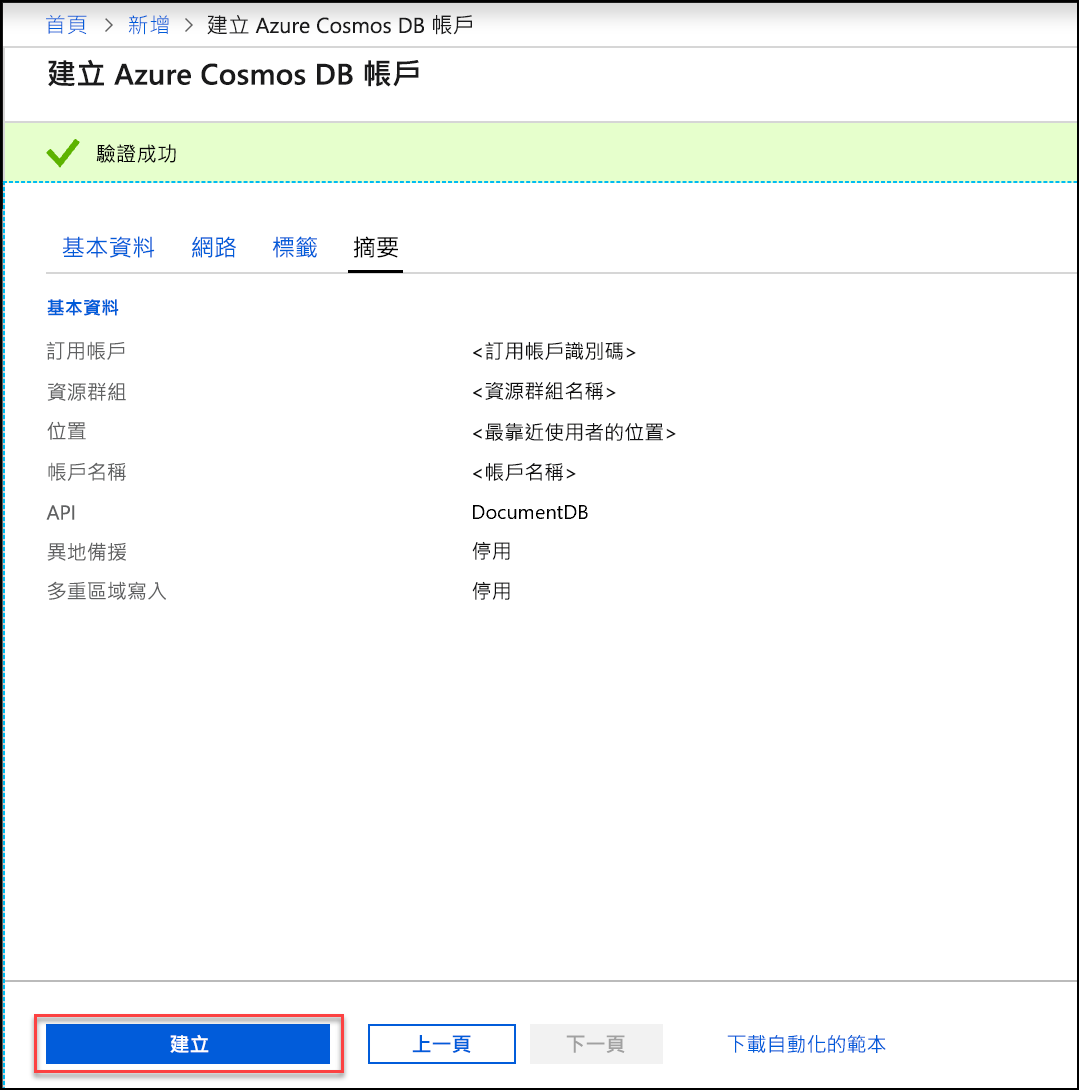 首頁 > 新增 > 建立 Azure Cosmos DB 帳戶
建立 Azure Cosmos DB 帳戶
驗證成功
基本資料 網路 標籤 摘要
基本資料
訂用帳戶 <訂用帳戶識別碼>
資源群組 <資源群組名稱>
位置 <最靠近使用者的位置>
帳戶名稱 <帳戶名稱>
API DocumentDB
異地備援 停用
多重區域寫入 停用
建立 上一頁 下一頁 下載自動化的範本